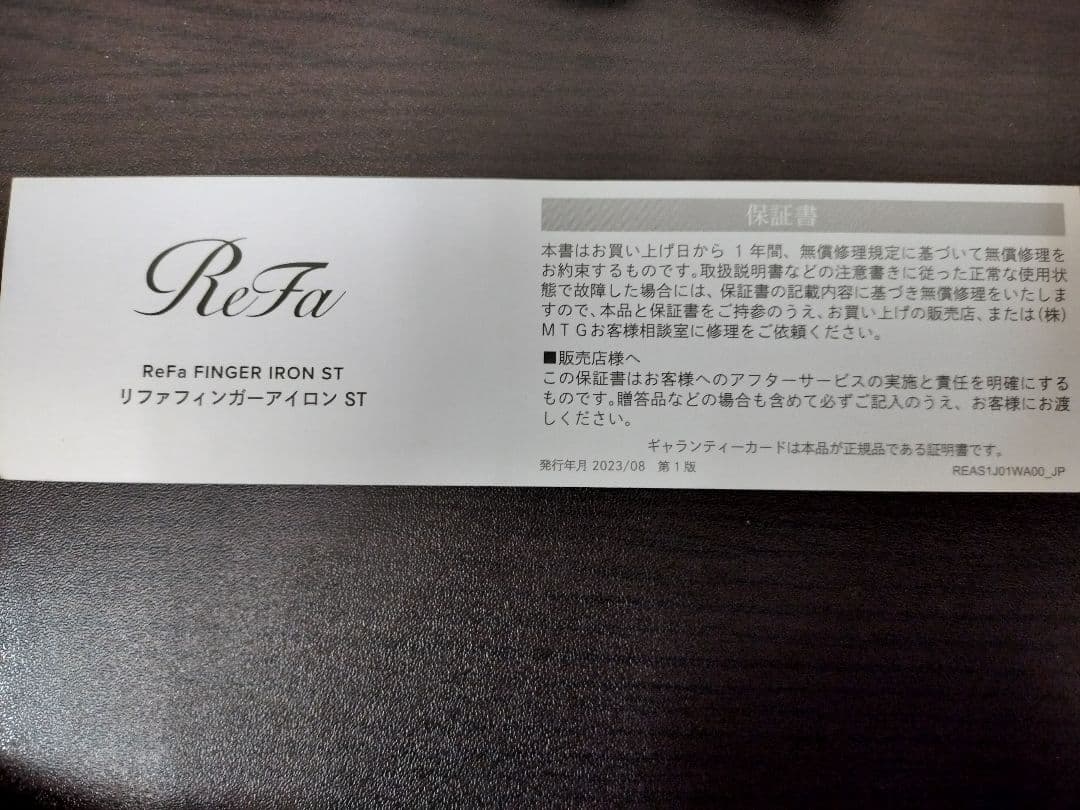 ReFa
ReFa FINGER IRON ST
リファフィンガーアイロン ST
保証書
本書はお買い上げ日から 1 年間、無償修理規定に基づいて無償修理を
お約束するものです。取扱説明書などの注意書きに従った正常な使用状
態で故障した場合には、保証書の記載内容に基づき無償修理をいたしま
すので、本品と保証書をご持参のうえ、お買い上げの販売店、または(株)
MTGお客様相談室に修理をご依頼ください。
■販売店様へ
この保証書はお客様へのアフターサービスの実施と責任を明確にする
ものです。贈答品などの場合も含めて必ずご記入のうえ、お客様にお渡
しください。
ギャランティーカードは本品が正規品である証明書です。
発行年月 2023/08 第1版
REAS1J01WA00_JP